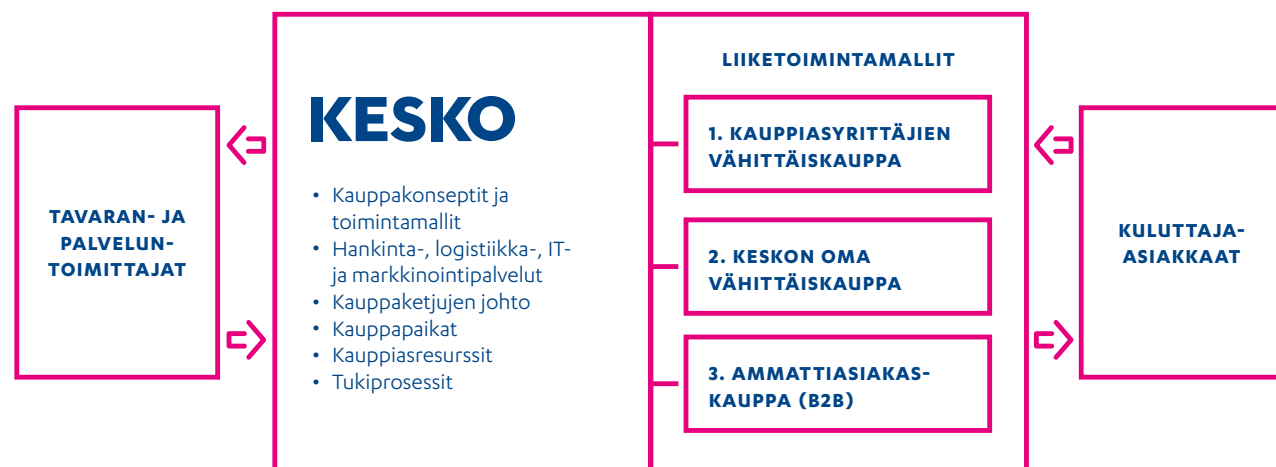 TAVARAN- JA
PALVELUN-
TOIMITTAJAT
KESKO
• Kauppakonseptit ja
toimintamallit
• Hankinta-, logistiikka-, IT-
ja markkinointipalvelut
• Kauppaketjujen johto
• Kauppapaikat
• Kauppiasresurssit
• Tukiprosessit
LIIKETOIMINTAMALLIT
1. KAUPPIASYRITTÄJIEN
VÄHITTÄISKAUPPA
2. KESKON OMA
VÄHITTÄISKAUPPA
3. AMMATTIASIAKAS-
KAUPPA (B2B)
KULUTTAJA-
ASIAKKAAT